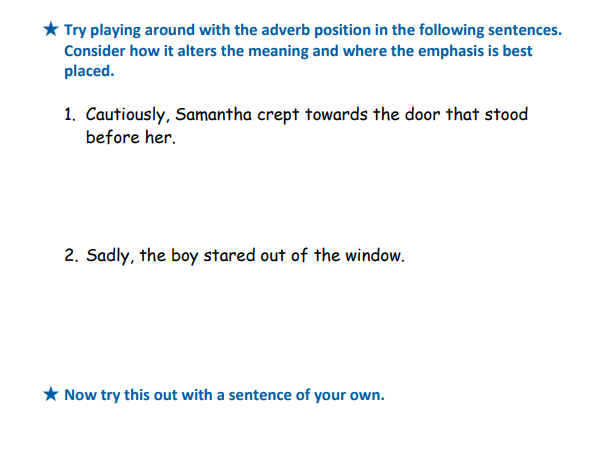 ★ Try playing around with the adverb position in the following sentences.
Consider how it alters the meaning and where the emphasis is best
placed.
1. Cautiously, Samantha crept towards the door that stood
before her.
2. Sadly, the boy stared out of the window.
★ Now try this out with a sentence of your own.